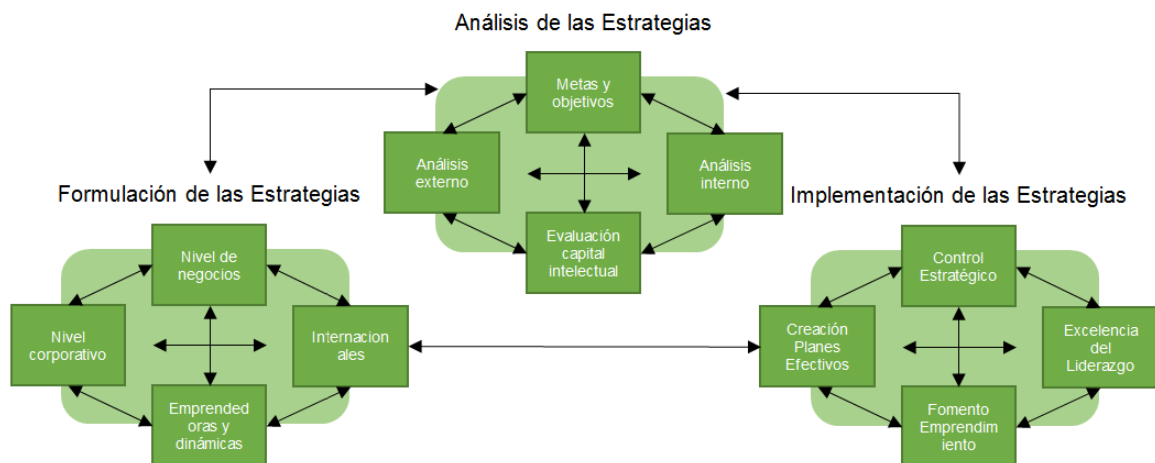 Análisis de las Estrategias
Metas y
objetivos
Análisis
externo
Análisis
interno
Evaluación
capital
intelectual
Formulación de las Estrategias
Nivel de
negocios
Nivel
corporativo
Internacion
ales
Emprended
oras y
dinámicas
Implementación de las Estrategias
Control
Estratégico
Creación
Planes
Efectivos
Excelencia
del
Liderazgo
Fomento
Emprendi
miento